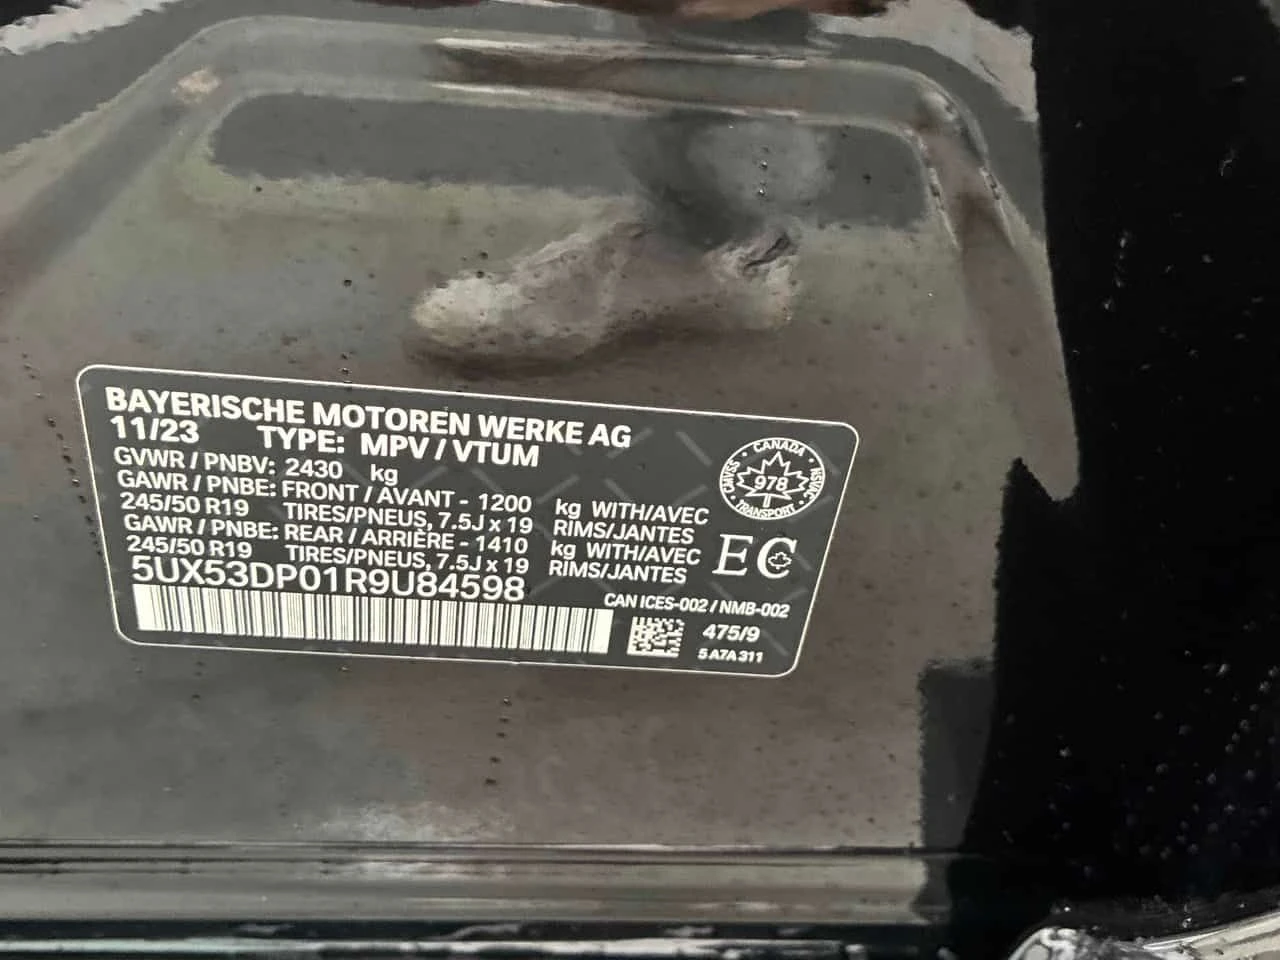 BAYERISCHE MOTOREN WERKE AG
11/23 TYPE: MPV / VTUM
GVWR / PNBV: 2430 kg
GAWR / PNBE: FRONT / AVANT - 1200 kg WITH/AVEC
245/50 R19 TIRES/PNEUS, 7.5J x 19 RIMS/JANTES
GAWR / PNBE: REAR / ARRIÈRE - 1410 kg WITH/AVEC
245/50 R19 TIRES/PNEUS, 7.5J x 19 RIMS/JANTES
5UX53DP01R9U84598
CANADA
CMVSS
978
NSVAC
TRANSPORT
EC
CAN ICES-002 / NMB-002
475/9
5 A7A 311